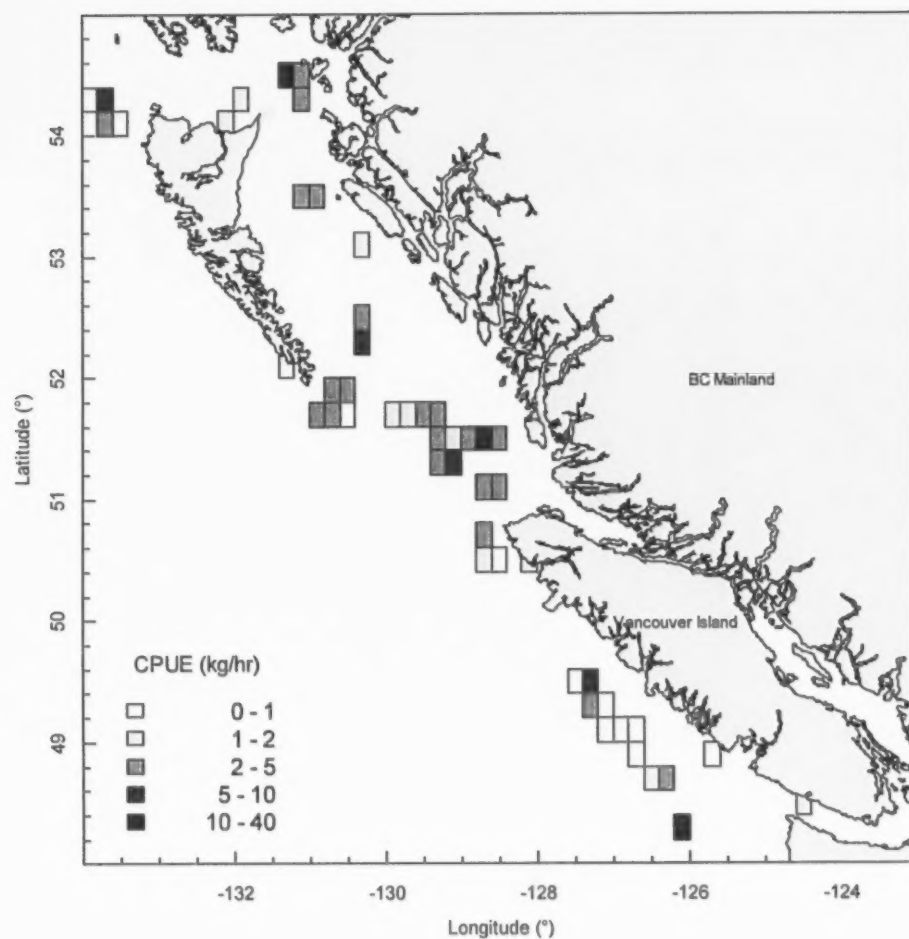 54
53
52
51
50
49
Latitude (°)
BC Mainland
Vancouver Island
CPUE (kg/hr)
0 - 1
1 - 2
2 - 5
5 - 10
10 - 40
-132
-130
-128
-126
-124
Longitude (°)